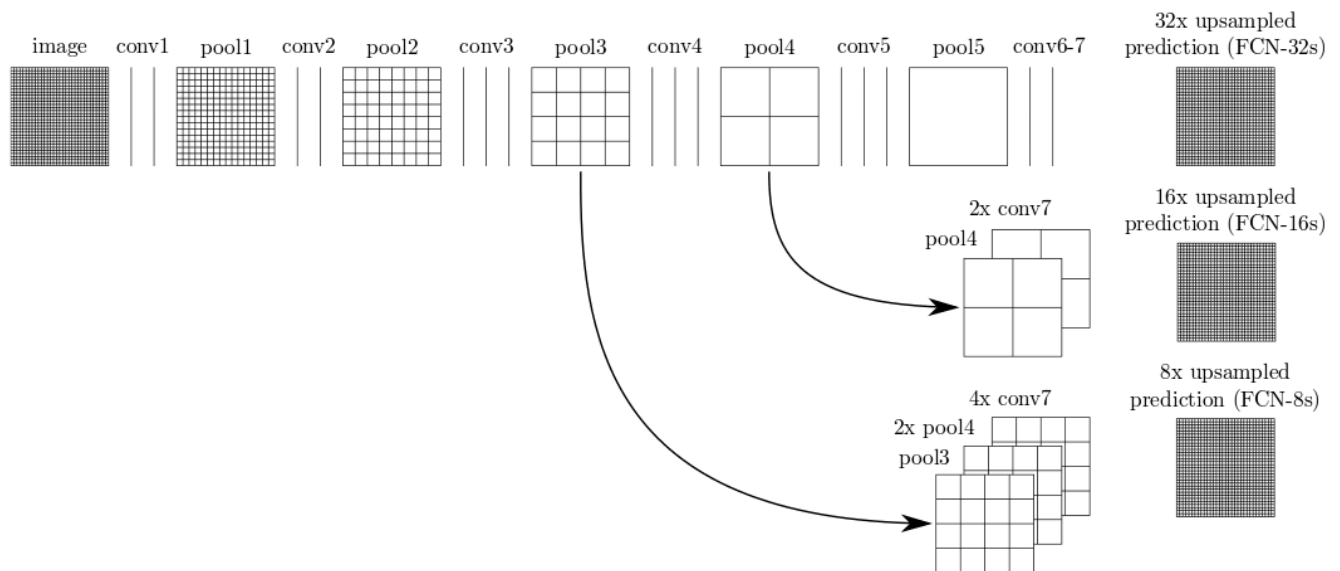 image
conv1
pool1
conv2
pool2
conv3
pool3
conv4
pool4
conv5
pool5
conv6-7
32x upsampled
prediction (FCN-32s)
2x conv7
pool4
16x upsampled
prediction (FCN-16s)
4x conv7
2x pool4
pool3
8x upsampled
prediction (FCN-8s)